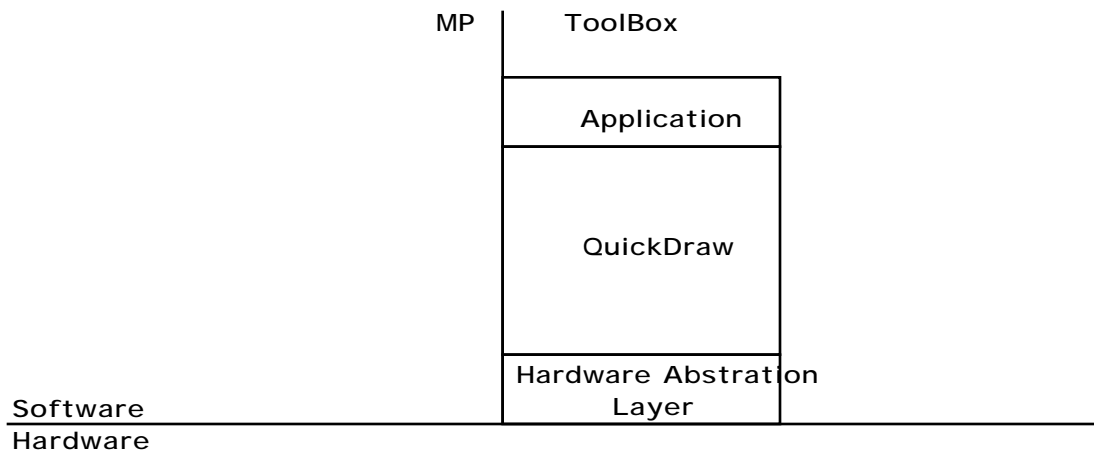 MP ToolBox
Application
QuickDraw
Hardware Abstration
Layer
Software
Hardware